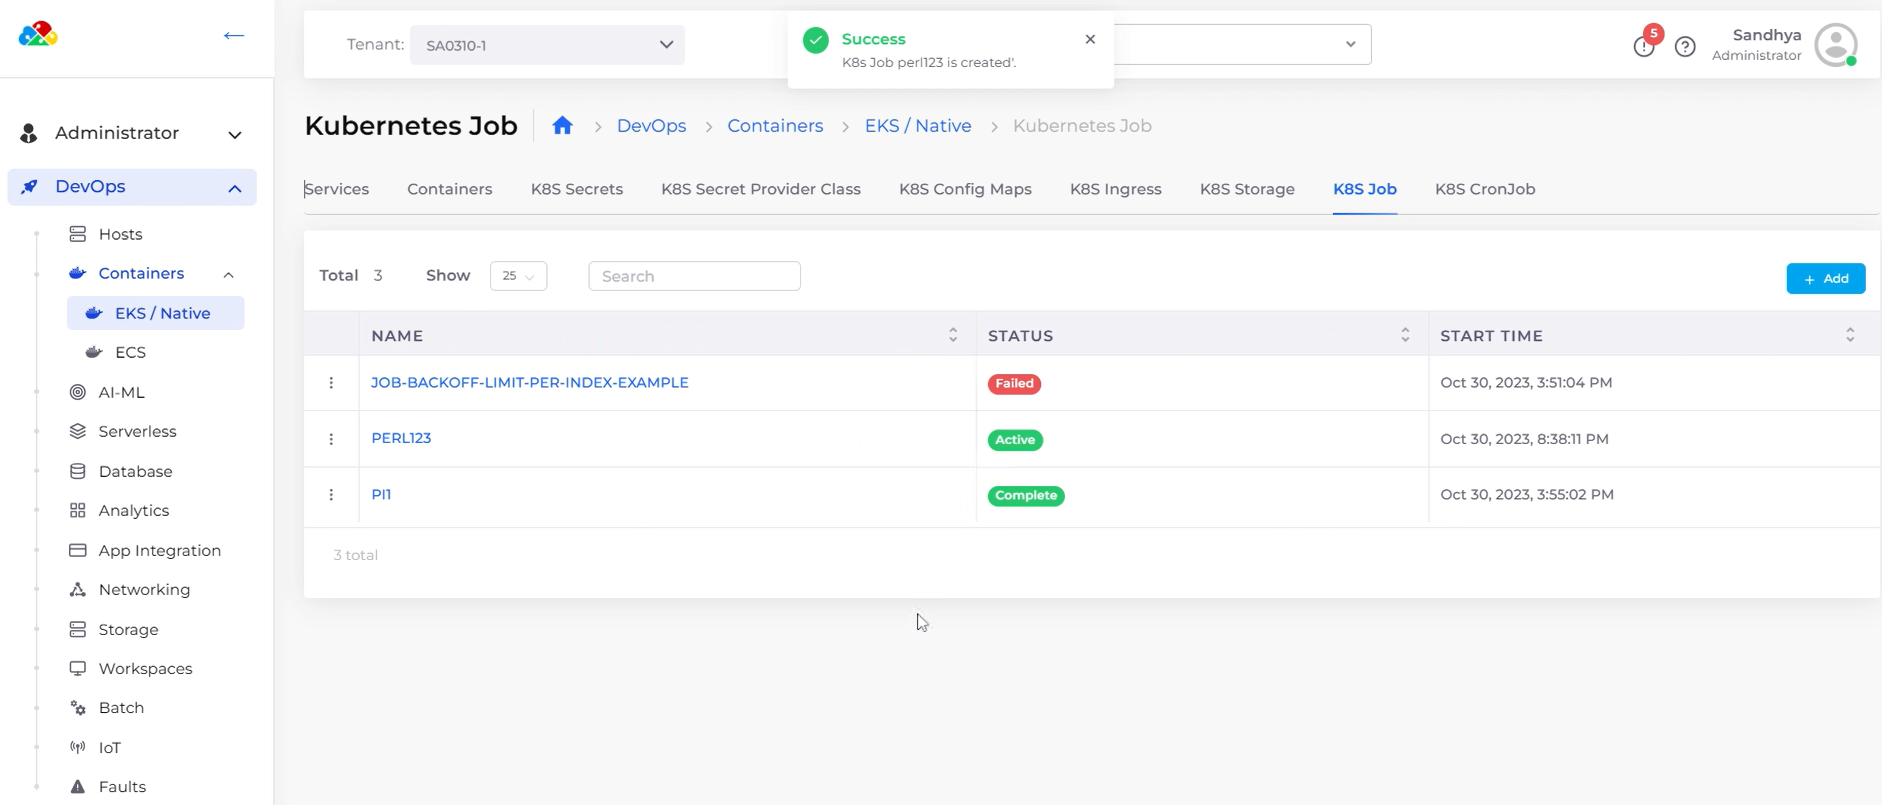 Tenant:
SA0310-1
Success
K8s Job perl123 is created'.
5
Sandhya
Administrator
Administrator
DevOps
Hosts
Containers
EKS / Native
ECS
AI-ML
Serverless
Database
Analytics
App Integration
Networking
Storage
Workspaces
Batch
IoT
Faults
Kubernetes Job
DevOps
Containers
EKS / Native
Kubernetes Job
Services
Containers
K8S Secrets
K8S Secret Provider Class
K8S Config Maps
K8S Ingress
K8S Storage
K8S Job
K8S CronJob
Total 3
Show 25
Search
+ Add
NAME STATUS START TIME
JOB-BACKOFF-LIMIT-PER-INDEX-EXAMPLE Failed Oct 30, 2023, 3:51:04 PM
PERL123 Active Oct 30, 2023, 8:38:11 PM
PI1 Complete Oct 30, 2023, 3:55:02 PM
3 total